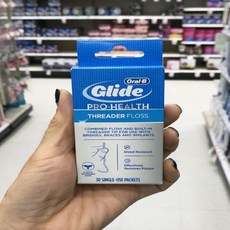 Oral-B
Glide
PRO-HEALTH
THREADER FLOSS
COMBINED FLOSS AND BUILT-IN
THREADER TIP FOR USE WITH
BRIDGES, BRACES AND IMPLANTS
Shred Resistant
Effectively
Removes Plaque
30 SINGLE-USE PACKETS